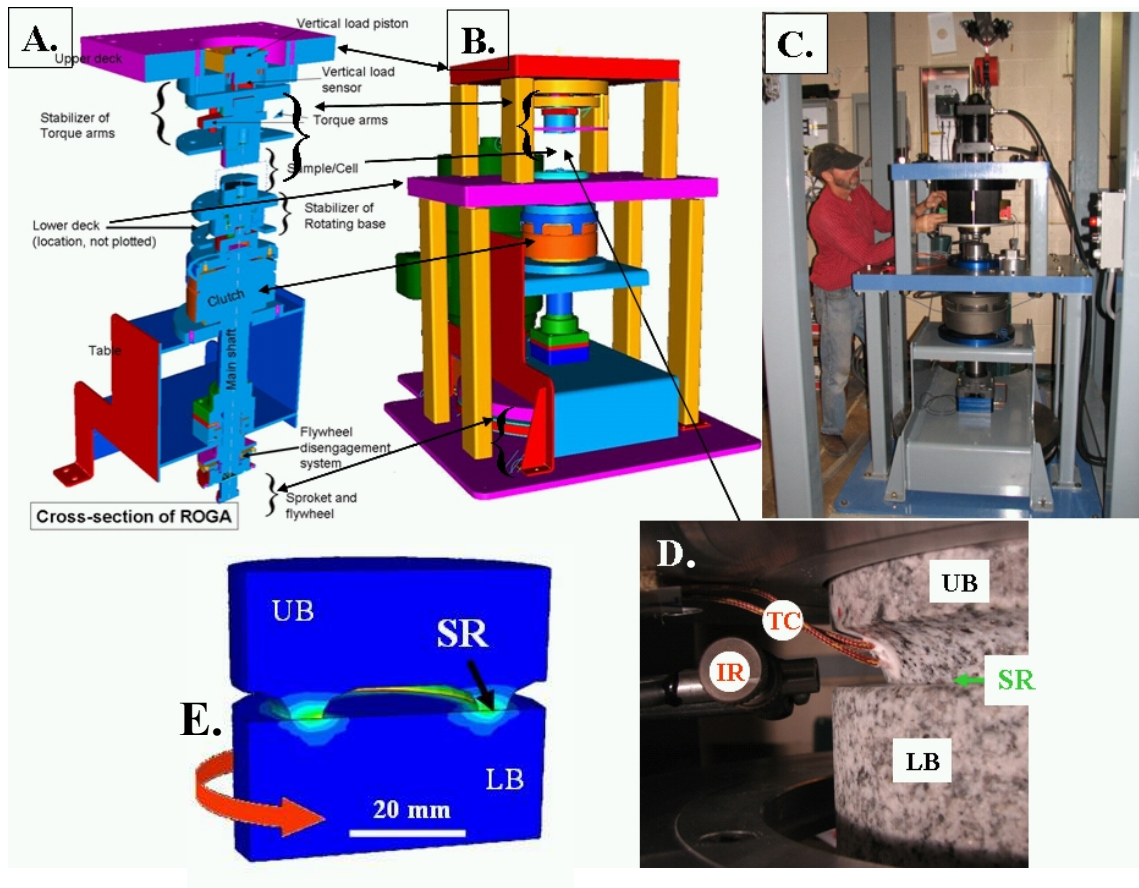 A.
Vertical load piston
Upper deck
Vertical load
sensor
Stabilizer of
Torque arms
Torque arms
Sample/Cell
Lower deck
(location, not plotted)
Stabilizer of
Rotating base
Clutch
Table
Main shaft
Flywheel
disengagement
system
Sproket and
flywheel
Cross-section of ROGA
B.
C.
D.
UB
TC
IR
SR
LB
E.
UB
SR
LB
20 mm